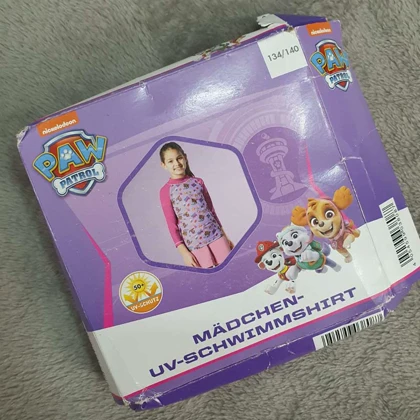 134/140
nickelodeon
PAW
PATROL
nickelodeon
PAW
PATROL
50+
UV-SCHUTZ
MÄDCHEN-
UV-SCHWIMMSHIRT